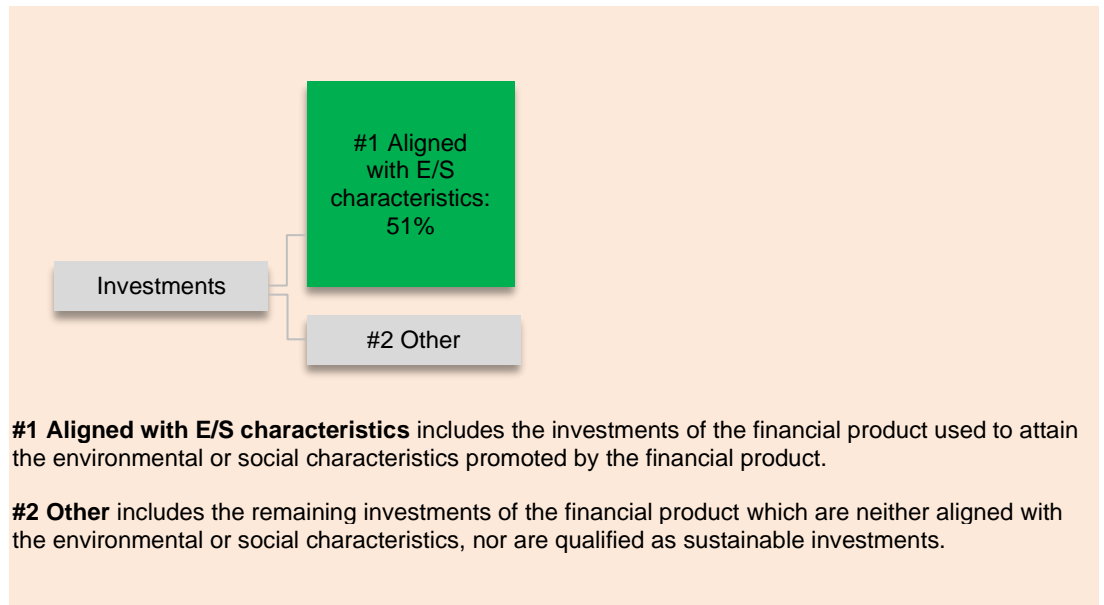 #1 Aligned
with E/S
characteristics:
51%
Investments
#2 Other
#1 Aligned with E/S characteristics includes the investments of the financial product used to attain
the environmental or social characteristics promoted by the financial product.
#2 Other includes the remaining investments of the financial product which are neither aligned with
the environmental or social characteristics, nor are qualified as sustainable investments.